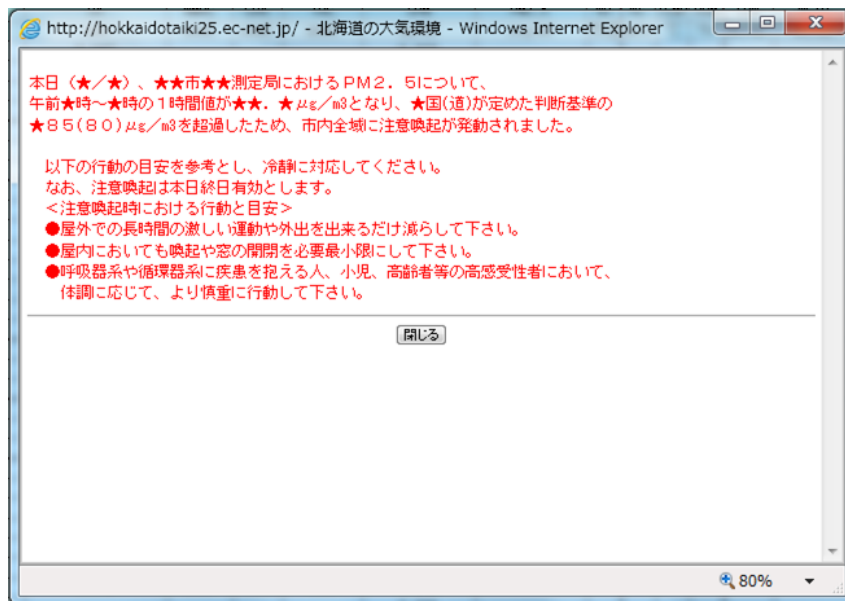 http://hokkaidotaiki25.ec-net.jp/ - 北海道の大気環境 - Windows Internet Explorer
本日（★/★）、★★市★★測定局におけるＰＭ２．５について、
午前★時～★時の１時間値が★★．★μg／m3となり、★国(道)が定めた判断基準の
★８５(８０)μg／m3を超過したため、市内全域に注意喚起が発動されました。
以下の行動の目安を参考とし、冷静に対応してください。
なお、注意喚起は本日終日有効とします。
＜注意喚起時における行動と目安＞
●屋外での長時間の激しい運動や外出を出来るだけ減らして下さい。
●屋内においても喚起や窓の開閉を必要最小限にして下さい。
●呼吸器系や循環器系に疾患を抱える人、小児、高齢者等の高感受性者において、
体調に応じて、より慎重に行動して下さい。
閉じる
80%